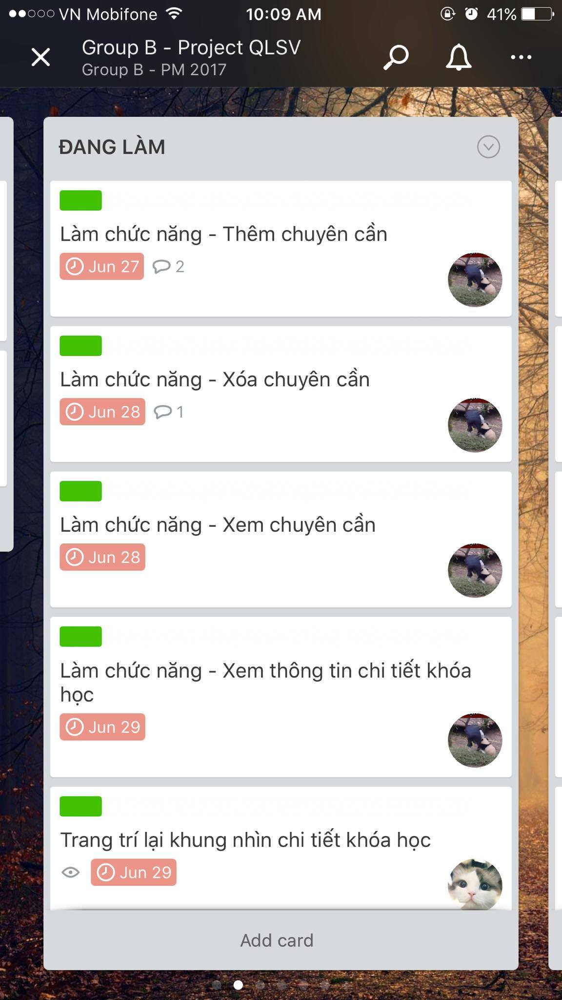 VN Mobifone 10:09 AM 41%
Group B - Project QLSV
Group B - PM 2017
ĐANG LÀM
Làm chức năng - Thêm chuyên cần
Jun 27 2
Làm chức năng - Xóa chuyên cần
Jun 28 1
Làm chức năng - Xem chuyên cần
Jun 28
Làm chức năng - Xem thông tin chi tiết khóa
học
Jun 29
Trang trí lại khung nhìn chi tiết khóa học
Jun 29
Add card